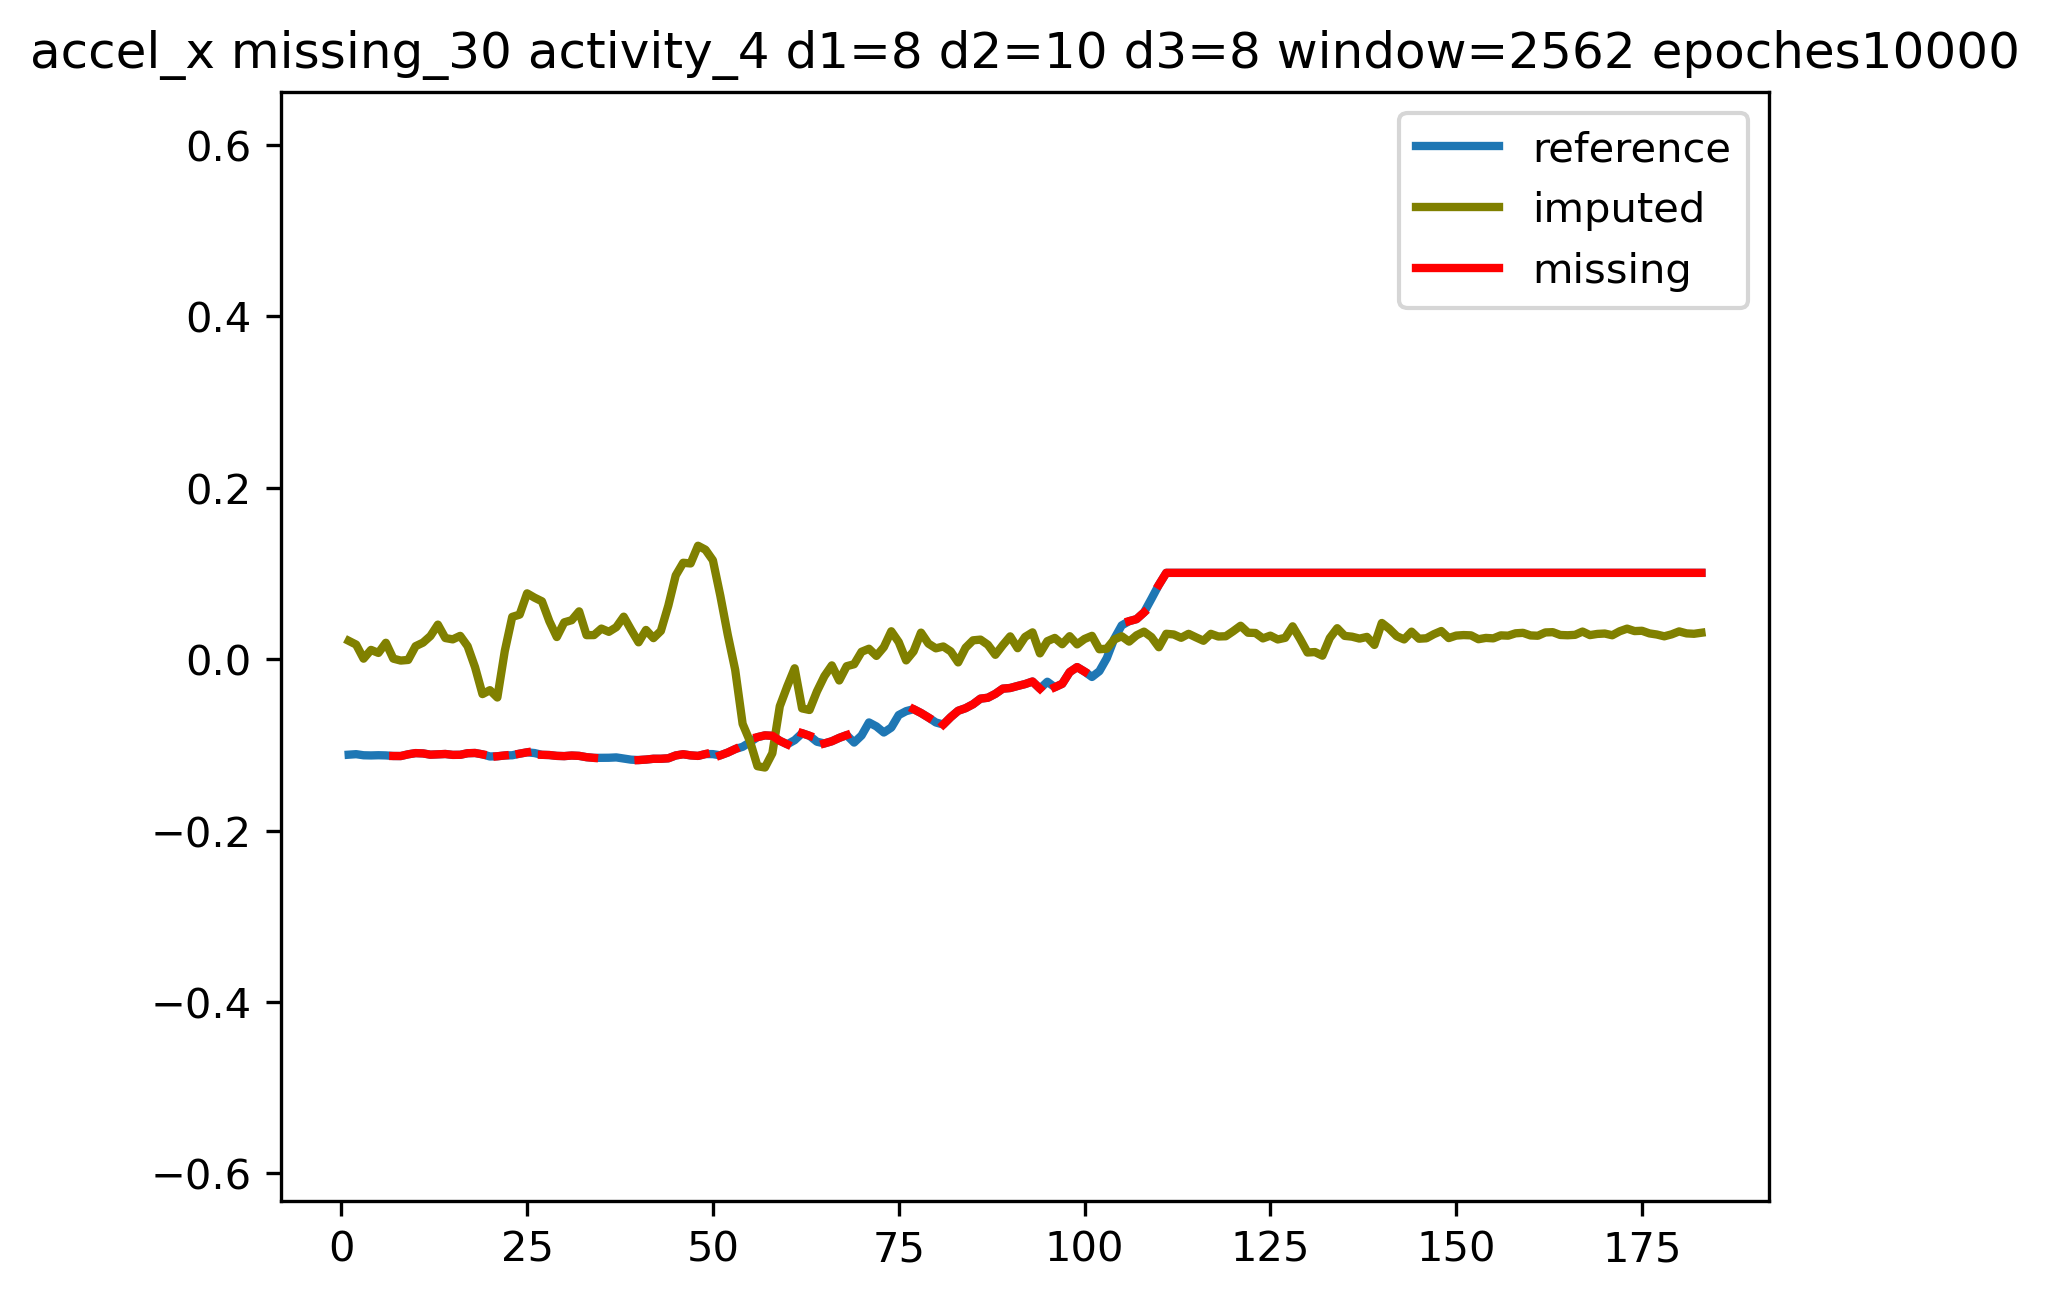 accel_x missing_30 activity_4 d1=8 d2=10 d3=8 window=2562 epoches10000
reference
imputed
missing
0.6
0.4
0.2
0.0
−0.2
−0.4
−0.6
0 25 50 75 100 125 150 175